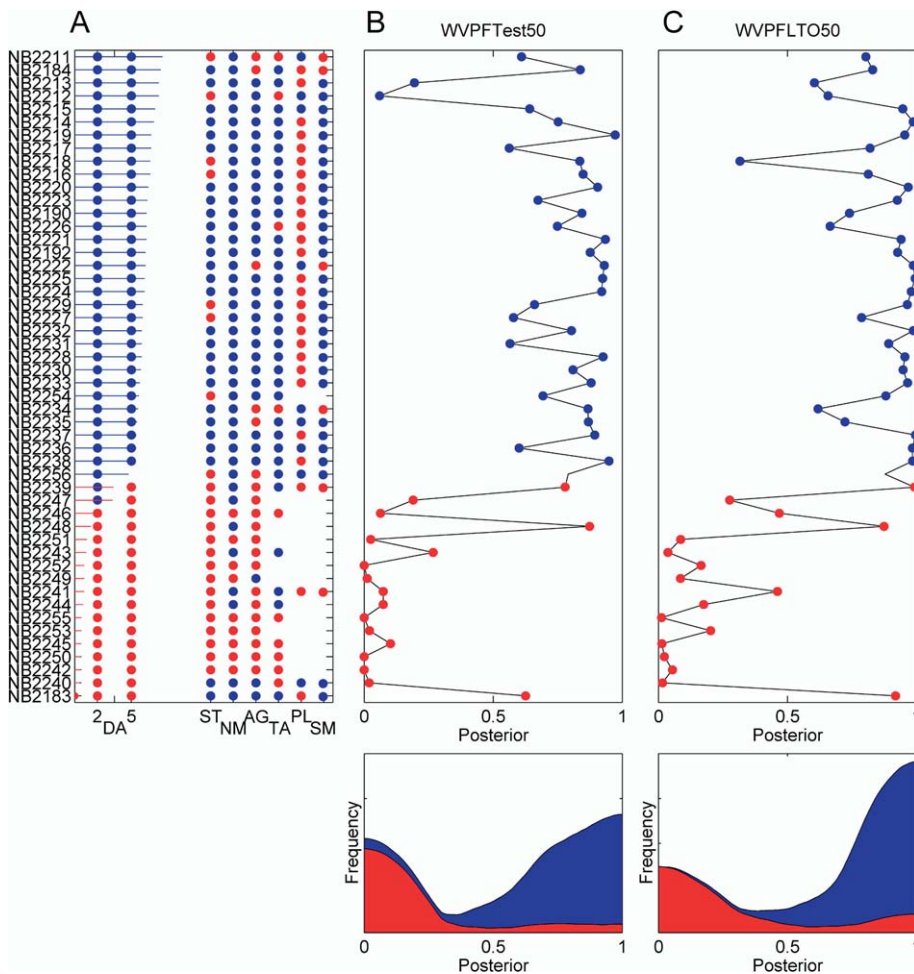 A
B
C
WVPFTest50
WVPFLTO50
NB2211
NB2184
NB2213
NB2212
NB2215
NB2214
NB2219
NB2217
NB2218
NB2216
NB2220
NB2223
NB2190
NB2226
NB2221
NB2192
NB2222
NB2225
NB2224
NB2229
NB2227
NB2232
NB2231
NB2228
NB2230
NB2233
NB2254
NB2234
NB2235
NB2237
NB2236
NB2238
NB2256
NB2239
NB2247
NB2246
NB2248
NB2251
NB2243
NB2252
NB2249
NB2241
NB2244
NB2255
NB2253
NB2245
NB2250
NB2242
NB2240
NB2183
2 5 ST AG PL
DA NM TA SM
0 0.5 1
Posterior
0 0.5
Posterior
Frequency
0 0.5 1
Posterior
Frequency
0 0.5
Posterior